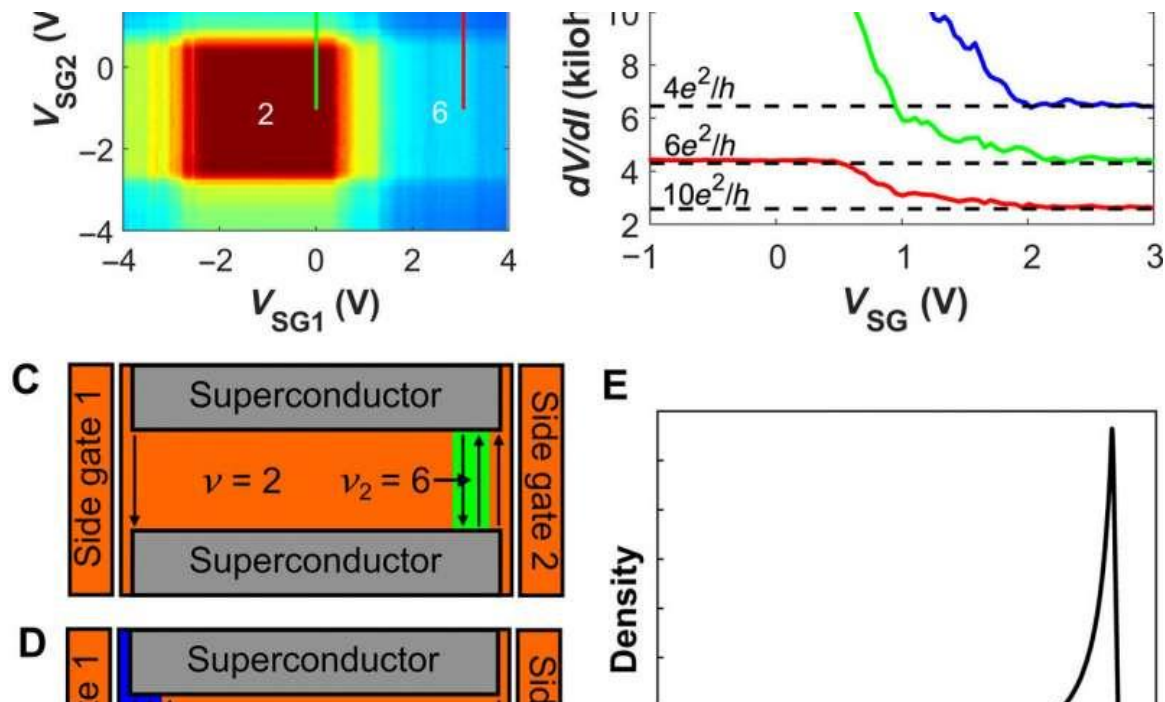 V_SG2 (V
0
−2
−4
2
6
−4
−2
0
2
4
V_SG1 (V)
dV/dI (kiloh
10
8
6
4
2
4e²/h
6e²/h
10e²/h
−1
0
1
2
3
V_SG (V)
C
Side gate 1
Superconductor
ν = 2
ν₂ = 6
Superconductor
Side gate 2
D
te 1
Superconductor
Sid
E
Density